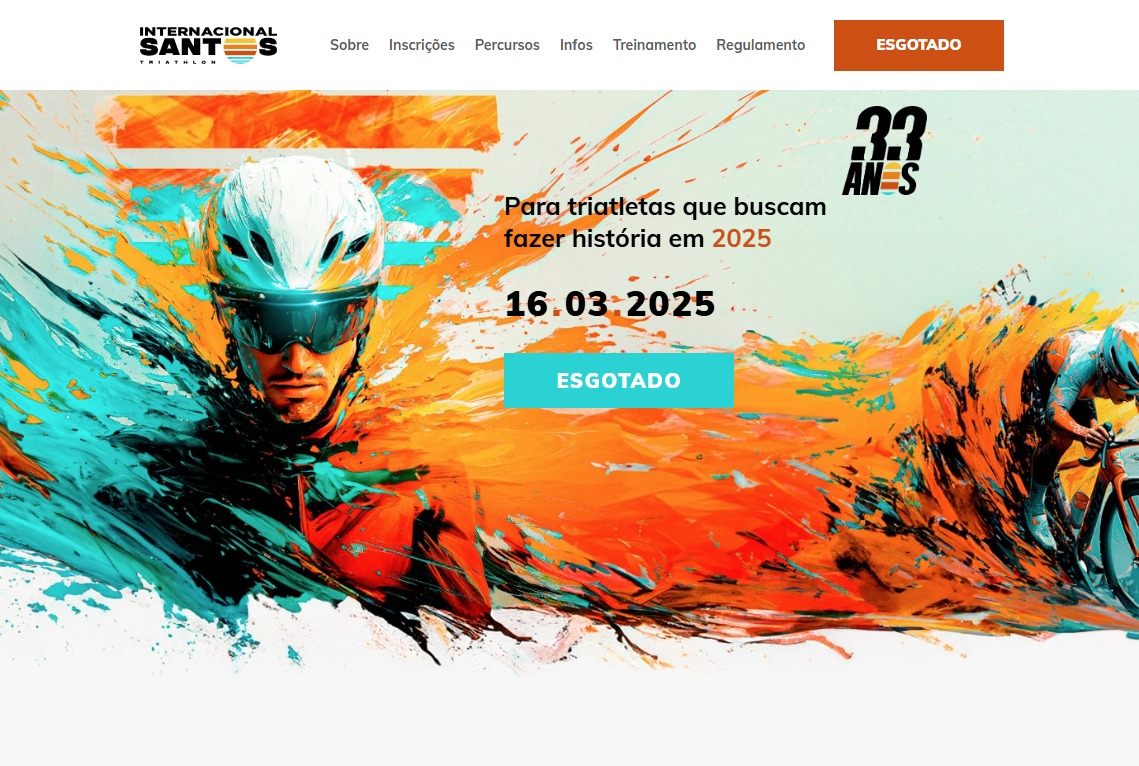 INTERNACIONAL
SANTOS
TRIATHLON
Sobre Inscrições Percursos Infos Treinamento Regulamento ESGOTADO
33
ANOS
Para triatletas que buscam
fazer história em 2025
16.03.2025
ESGOTADO